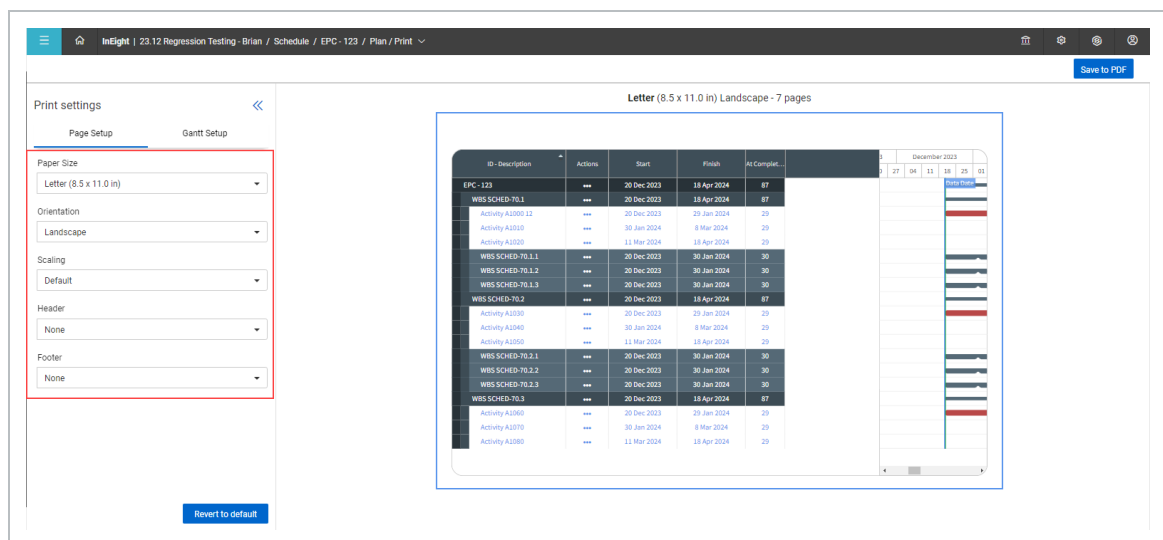 InEight | 23.12 Regression Testing - Brian / Schedule / EPC - 123 / Plan / Print
Save to PDF
Print settings
Page Setup Gantt Setup
Paper Size
Letter (8.5 x 11.0 in)
Orientation
Landscape
Scaling
Default
Header
None
Footer
None
Revert to default
Letter (8.5 x 11.0 in) Landscape - 7 pages
ID - Description Actions Start Finish At Complet...
December 2023
27 04 11 18 25 01
EPC - 123 ••• 20 Dec 2023 18 Apr 2024 87 Data Date
WBS SCHED-70.1 ••• 20 Dec 2023 18 Apr 2024 87
Activity A1000 12 ••• 20 Dec 2023 29 Jan 2024 29
Activity A1010 ••• 30 Jan 2024 8 Mar 2024 29
Activity A1020 ••• 11 Mar 2024 18 Apr 2024 29
WBS SCHED-70.1.1 ••• 20 Dec 2023 30 Jan 2024 30
WBS SCHED-70.1.2 ••• 20 Dec 2023 30 Jan 2024 30
WBS SCHED-70.1.3 ••• 20 Dec 2023 30 Jan 2024 30
WBS SCHED-70.2 ••• 20 Dec 2023 18 Apr 2024 87
Activity A1030 ••• 20 Dec 2023 29 Jan 2024 29
Activity A1040 ••• 30 Jan 2024 8 Mar 2024 29
Activity A1050 ••• 11 Mar 2024 18 Apr 2024 29
WBS SCHED-70.2.1 ••• 20 Dec 2023 30 Jan 2024 30
WBS SCHED-70.2.2 ••• 20 Dec 2023 30 Jan 2024 30
WBS SCHED-70.2.3 ••• 20 Dec 2023 30 Jan 2024 30
WBS SCHED-70.3 ••• 20 Dec 2023 18 Apr 2024 87
Activity A1060 ••• 20 Dec 2023 29 Jan 2024 29
Activity A1070 ••• 30 Jan 2024 8 Mar 2024 29
Activity A1080 ••• 11 Mar 2024 18 Apr 2024 29